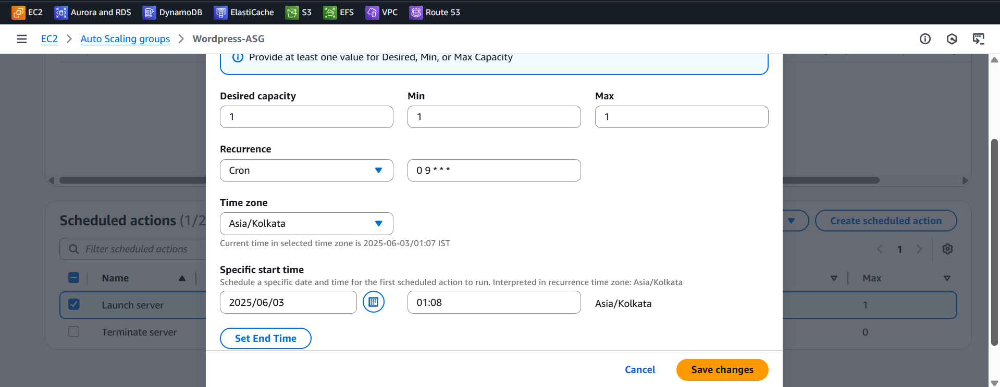 EC2 Aurora and RDS DynamoDB ElastiCache S3 EFS VPC Route 53
EC2 > Auto Scaling groups > Wordpress-ASG
Provide at least one value for Desired, Min, or Max Capacity
Desired capacity Min Max
1 1 1
Recurrence
Cron 0 9 * * *
Time zone
Asia/Kolkata
Current time in selected time zone is 2025-06-03/01:07 IST
Specific start time
Schedule a specific date and time for the first scheduled action to run. Interpreted in recurrence time zone: Asia/Kolkata
2025/06/03 01:08 Asia/Kolkata
Set End Time
Cancel Save changes
Scheduled actions (1/2
Create scheduled action
Filter scheduled actions
1
Name Max
Launch server 1
Terminate server 0